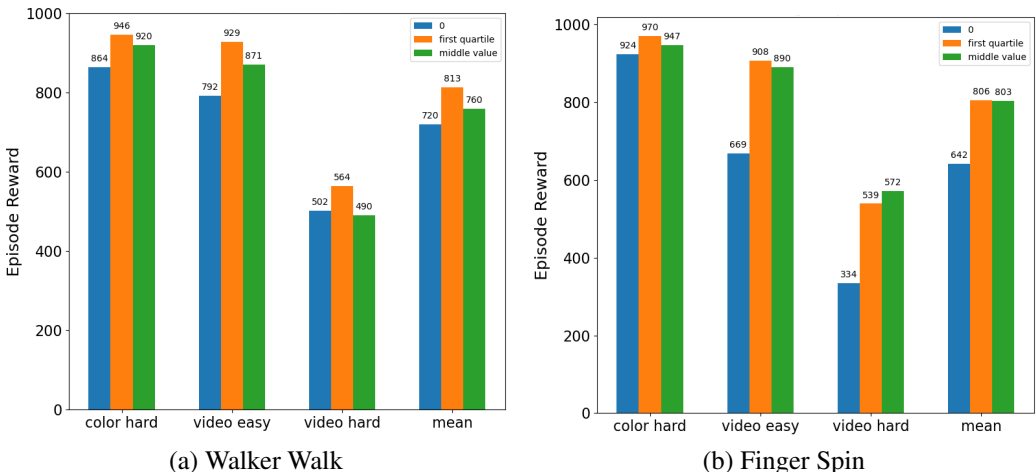 1000
800
600
400
200
0
Episode Reward
864
946
920
792
929
871
502
564
490
720
813
760
0
first quartile
middle value
color hard
video easy
video hard
mean
(a) Walker Walk
1000
800
600
400
200
0
Episode Reward
924
970
947
669
908
890
334
539
572
642
806
803
0
first quartile
middle value
color hard
video easy
video hard
mean
(b) Finger Spin